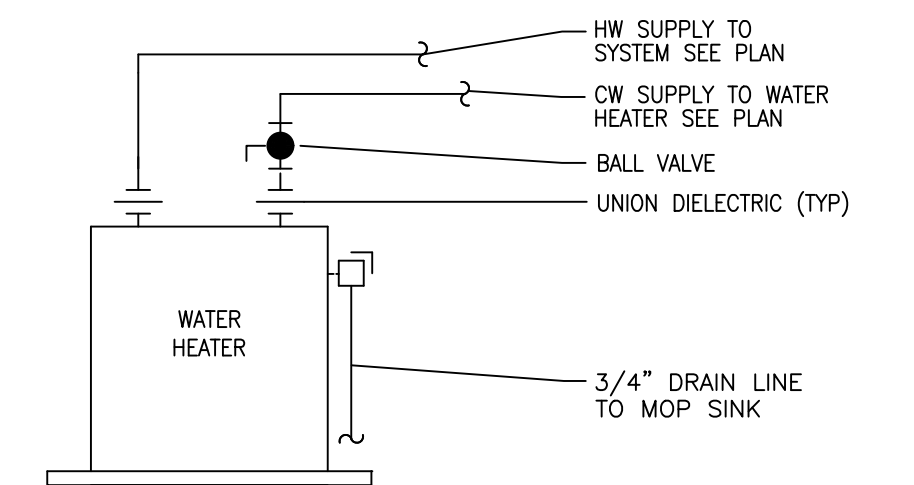 HW SUPPLY TO
SYSTEM SEE PLAN
CW SUPPLY TO WATER
HEATER SEE PLAN
BALL VALVE
UNION DIELECTRIC (TYP)
WATER
HEATER
3/4" DRAIN LINE
TO MOP SINK